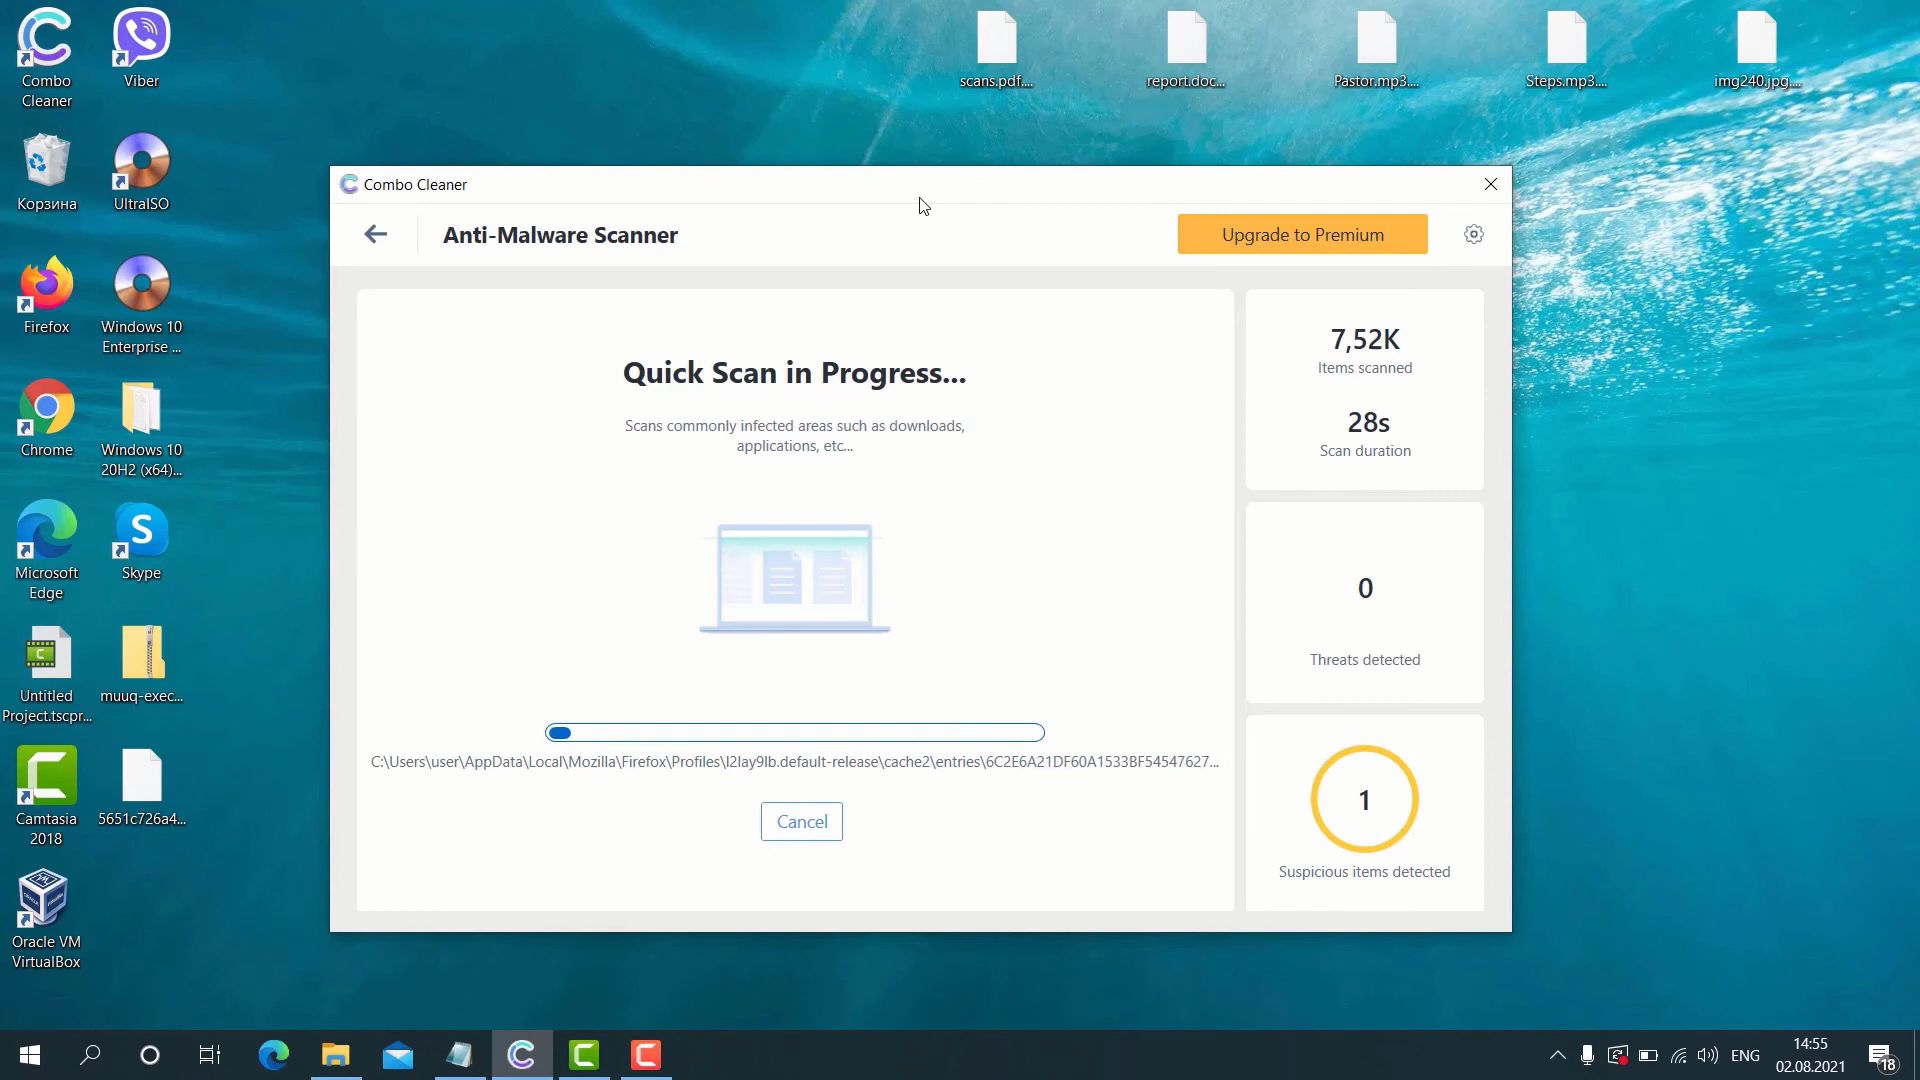 Combo
Cleaner
Viber
Корзина
UltraISO
Firefox
Windows 10
Enterprise ...
Chrome
Windows 10
20H2 (x64)...
Microsoft
Edge
Skype
Untitled
Project.tscpr...
muuq-exec...
Camtasia
2018
5651c726a4...
Oracle VM
VirtualBox
scans.pdf....
report.doc...
Pastor.mp3....
Steps.mp3....
img240.jpg....
Combo Cleaner
Anti-Malware Scanner
Upgrade to Premium
Quick Scan in Progress...
Scans commonly infected areas such as downloads,
applications, etc...
C:\Users\user\AppData\Local\Mozilla\Firefox\Profiles\l2lay9lb.default-release\cache2\entries\6C2E6A21DF60A1533BF54547627...
Cancel
7,52K
Items scanned
28s
Scan duration
0
Threats detected
1
Suspicious items detected
ENG
14:55
02.08.2021
18